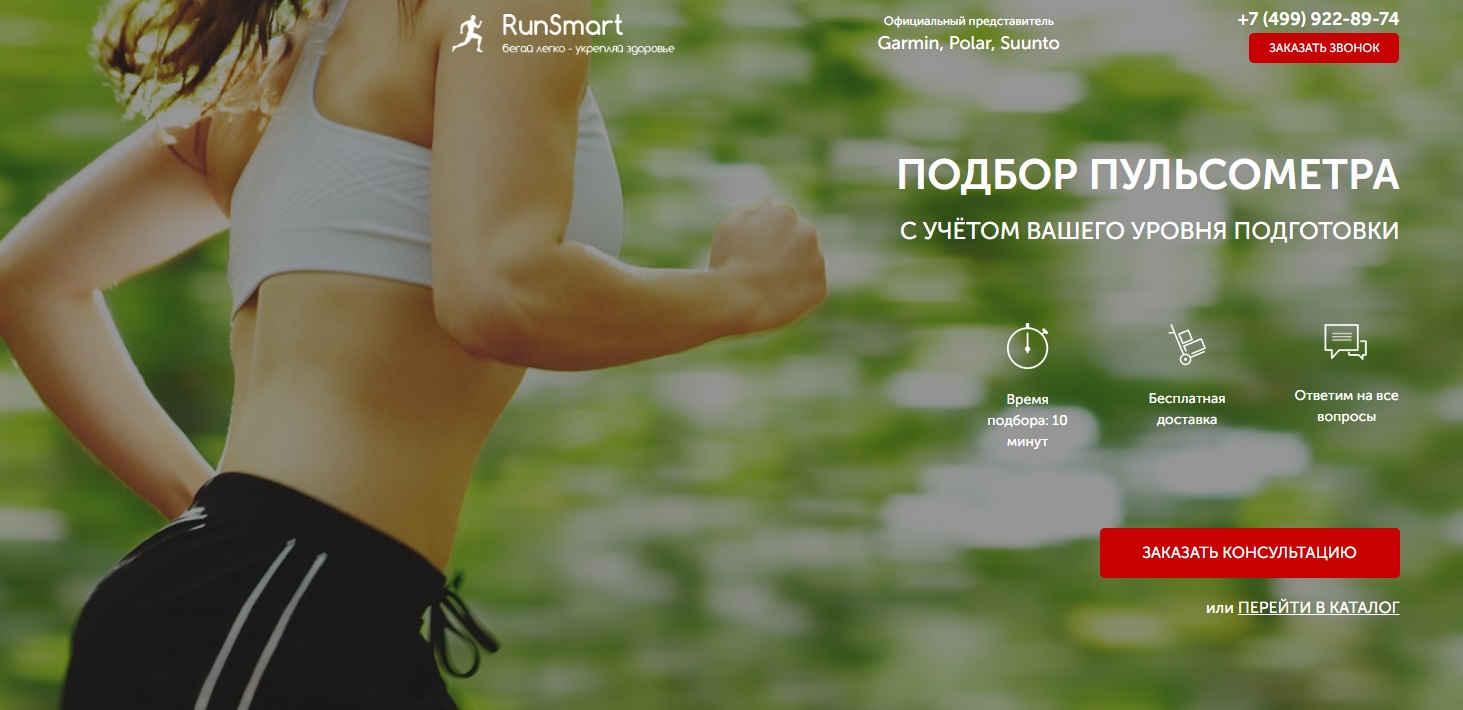 RunSmart
бегай легко - укрепляй здоровье
Официальный представитель
Garmin, Polar, Suunto
+7 (499) 922-89-74
ЗАКАЗАТЬ ЗВОНОК
ПОДБОР ПУЛЬСОМЕТРА
С УЧЁТОМ ВАШЕГО УРОВНЯ ПОДГОТОВКИ
Время
подбора: 10
минут
Бесплатная
доставка
Ответим на все
вопросы
ЗАКАЗАТЬ КОНСУЛЬТАЦИЮ
или ПЕРЕЙТИ В КАТАЛОГ